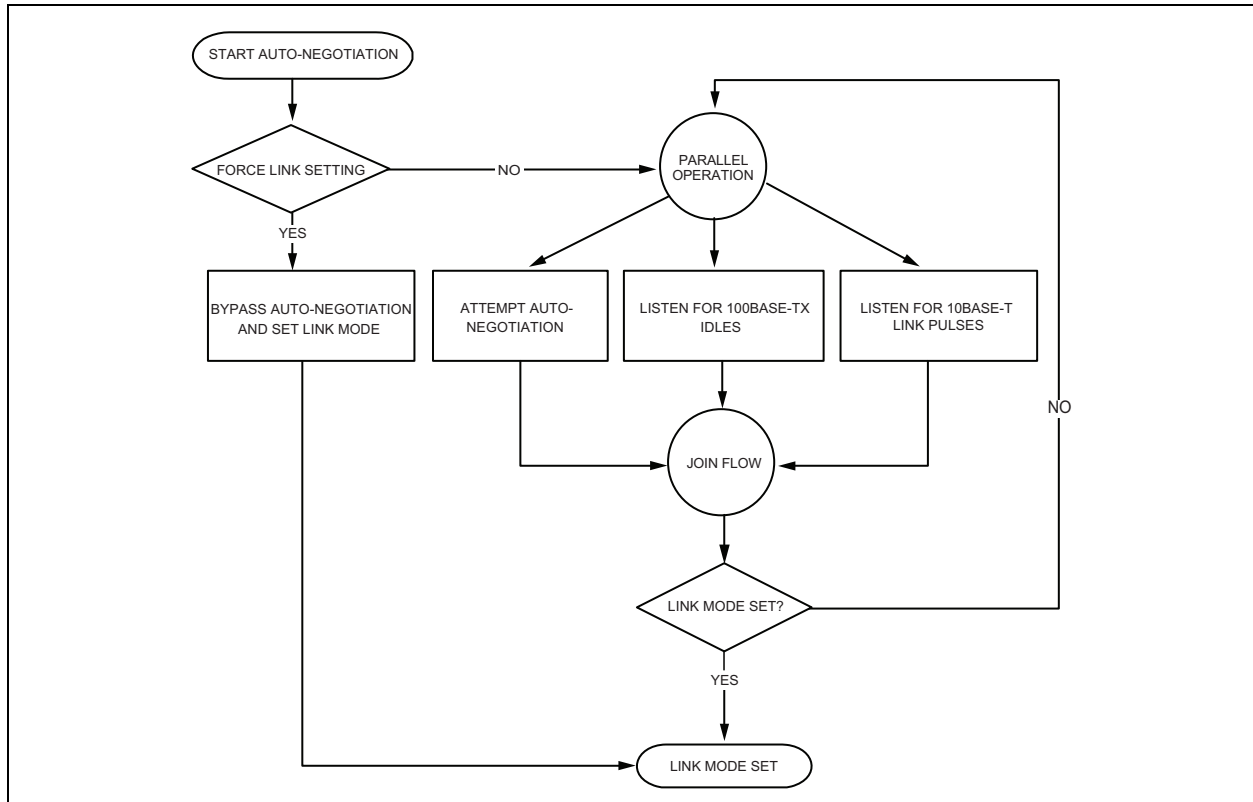 START AUTO-NEGOTIATION
FORCE LINK SETTING
NO
PARALLEL
OPERATION
YES
BYPASS AUTO-NEGOTIATION
AND SET LINK MODE
ATTEMPT AUTO-
NEGOTIATION
LISTEN FOR 100BASE-TX
IDLES
LISTEN FOR 10BASE-T
LINK PULSES
NO
JOIN FLOW
LINK MODE SET?
YES
LINK MODE SET